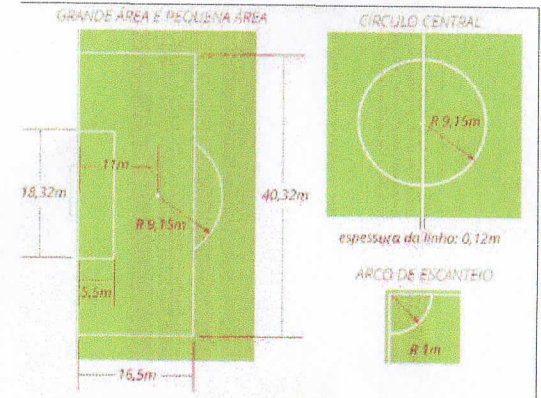 GRANDE ÁREA E PEQUENA ÁREA
CÍRCULO CENTRAL
11m
18,32m
R 9,15m
40,32m
5,5m
16,5m
R 9,15m
espessura da linha: 0,12m
ARCO DE ESCANTEIO
R 1m